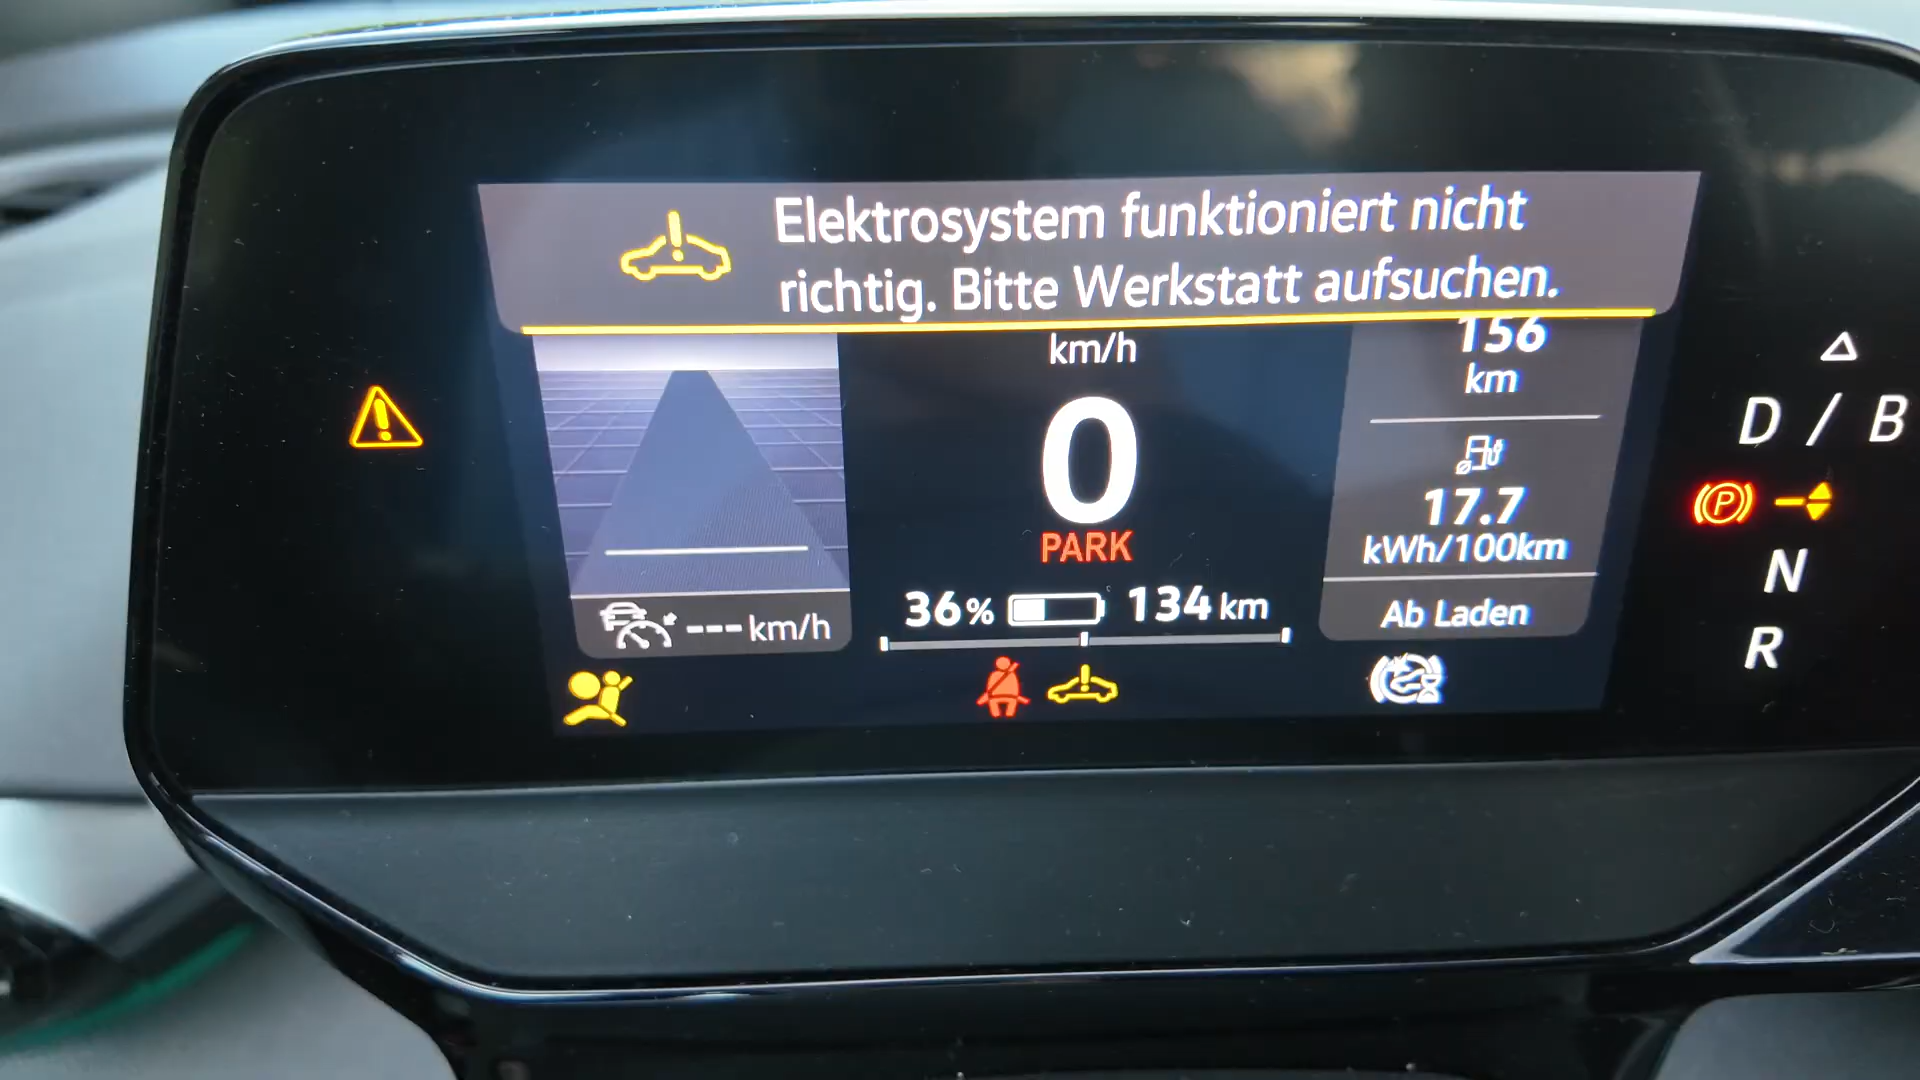 Elektrosystem funktioniert nicht
richtig. Bitte Werkstatt aufsuchen.
km/h
0
PARK
36% 134 km
---km/h
156
km
17.7
kWh/100km
Ab Laden
D / B
P
N
R